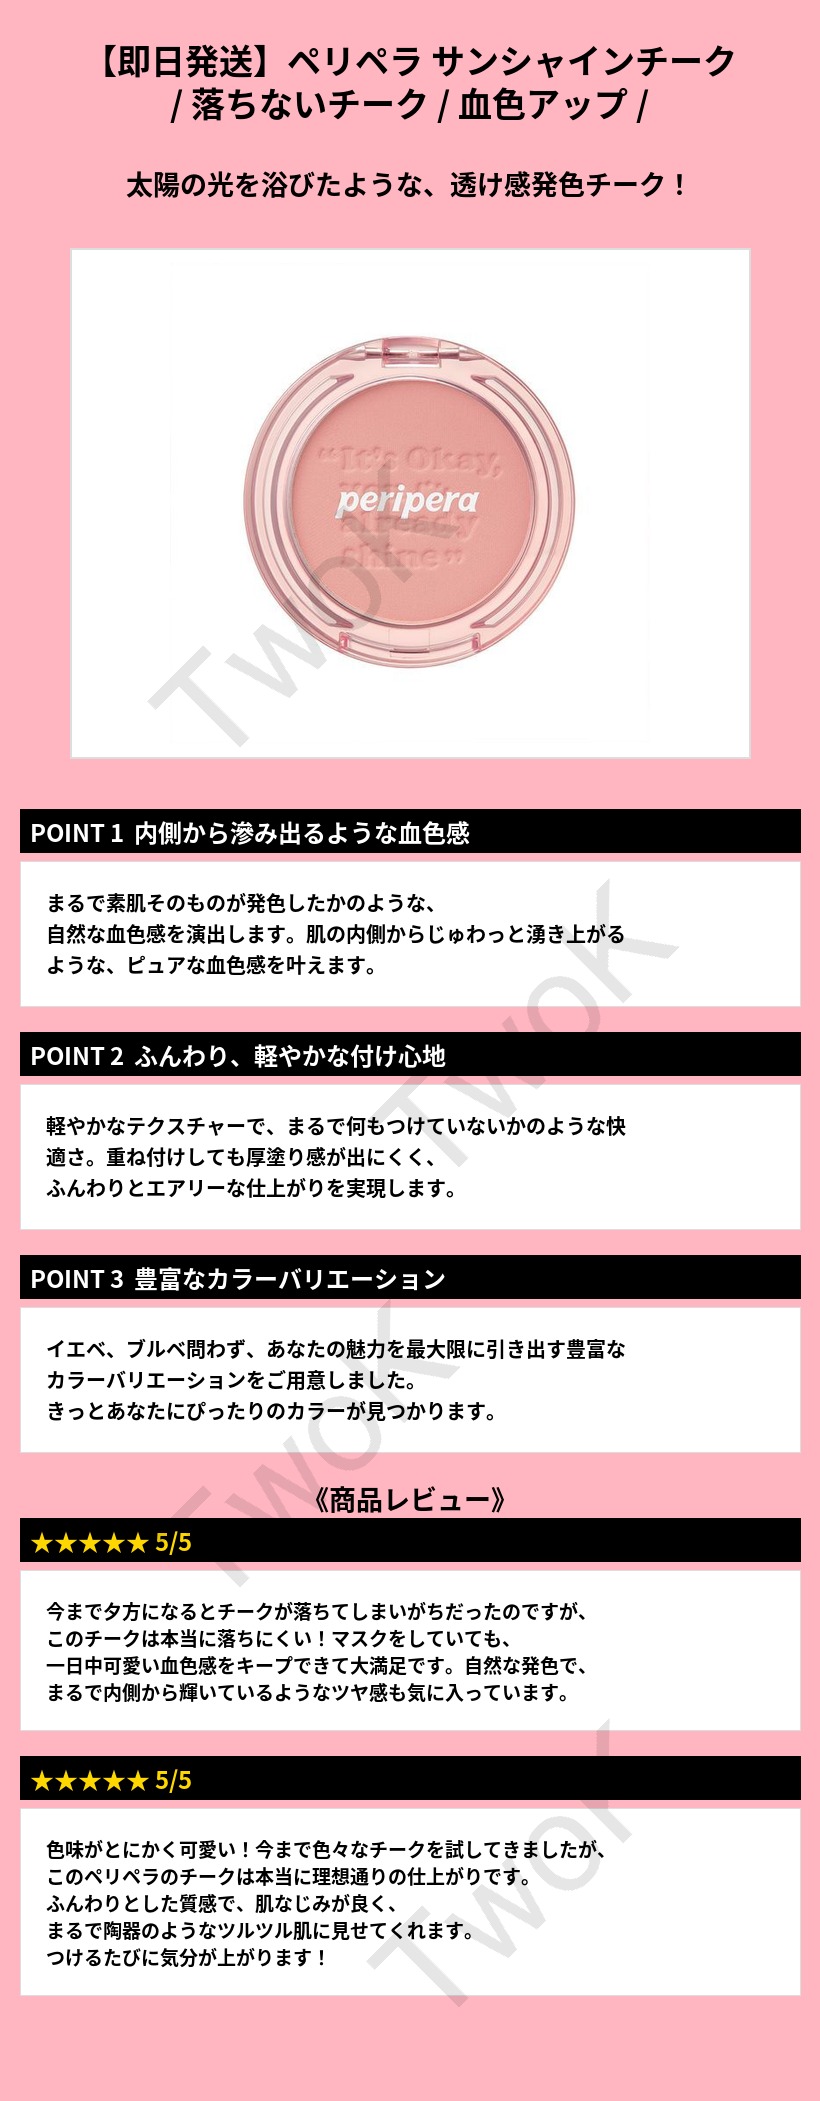 【即日発送】ペリペラ サンシャインチーク
/ 落ちないチーク / 血色アップ /
太陽の光を浴びたような、透け感発色チーク！
“It's Okay,
peripera
already
shine”
TwoK
POINT 1 内側から滲み出るような血色感
まるで素肌そのものが発色したかのような、
自然な血色感を演出します。肌の内側からじゅわっと湧き上がる
ような、ピュアな血色感を叶えます。
TwoK
POINT 2 ふんわり、軽やかな付け心地
軽やかなテクスチャーで、まるで何もつけていないかのような快
適さ。重ね付けしても厚塗り感が出にくく、
ふんわりとエアリーな仕上がりを実現します。
POINT 3 豊富なカラーバリエーション
イエベ、ブルベ問わず、あなたの魅力を最大限に引き出す豊富な
カラーバリエーションをご用意しました。
きっとあなたにぴったりのカラーが見つかります。
TwoK
《商品レビュー》
★★★★★ 5/5
今まで夕方になるとチークが落ちてしまいがちだったのですが、
このチークは本当に落ちにくい！マスクをしていても、
一日中可愛い血色感をキープできて大満足です。自然な発色で、
まるで内側から輝いているようなツヤ感も気に入っています。
★★★★★ 5/5
色味がとにかく可愛い！今まで色々なチークを試してきましたが、
このペリペラのチークは本当に理想通りの仕上がりです。
ふんわりとした質感で、肌なじみが良く、
まるで陶器のようなツルツル肌に見せてくれます。
つけるたびに気分が上がります！
TwoK